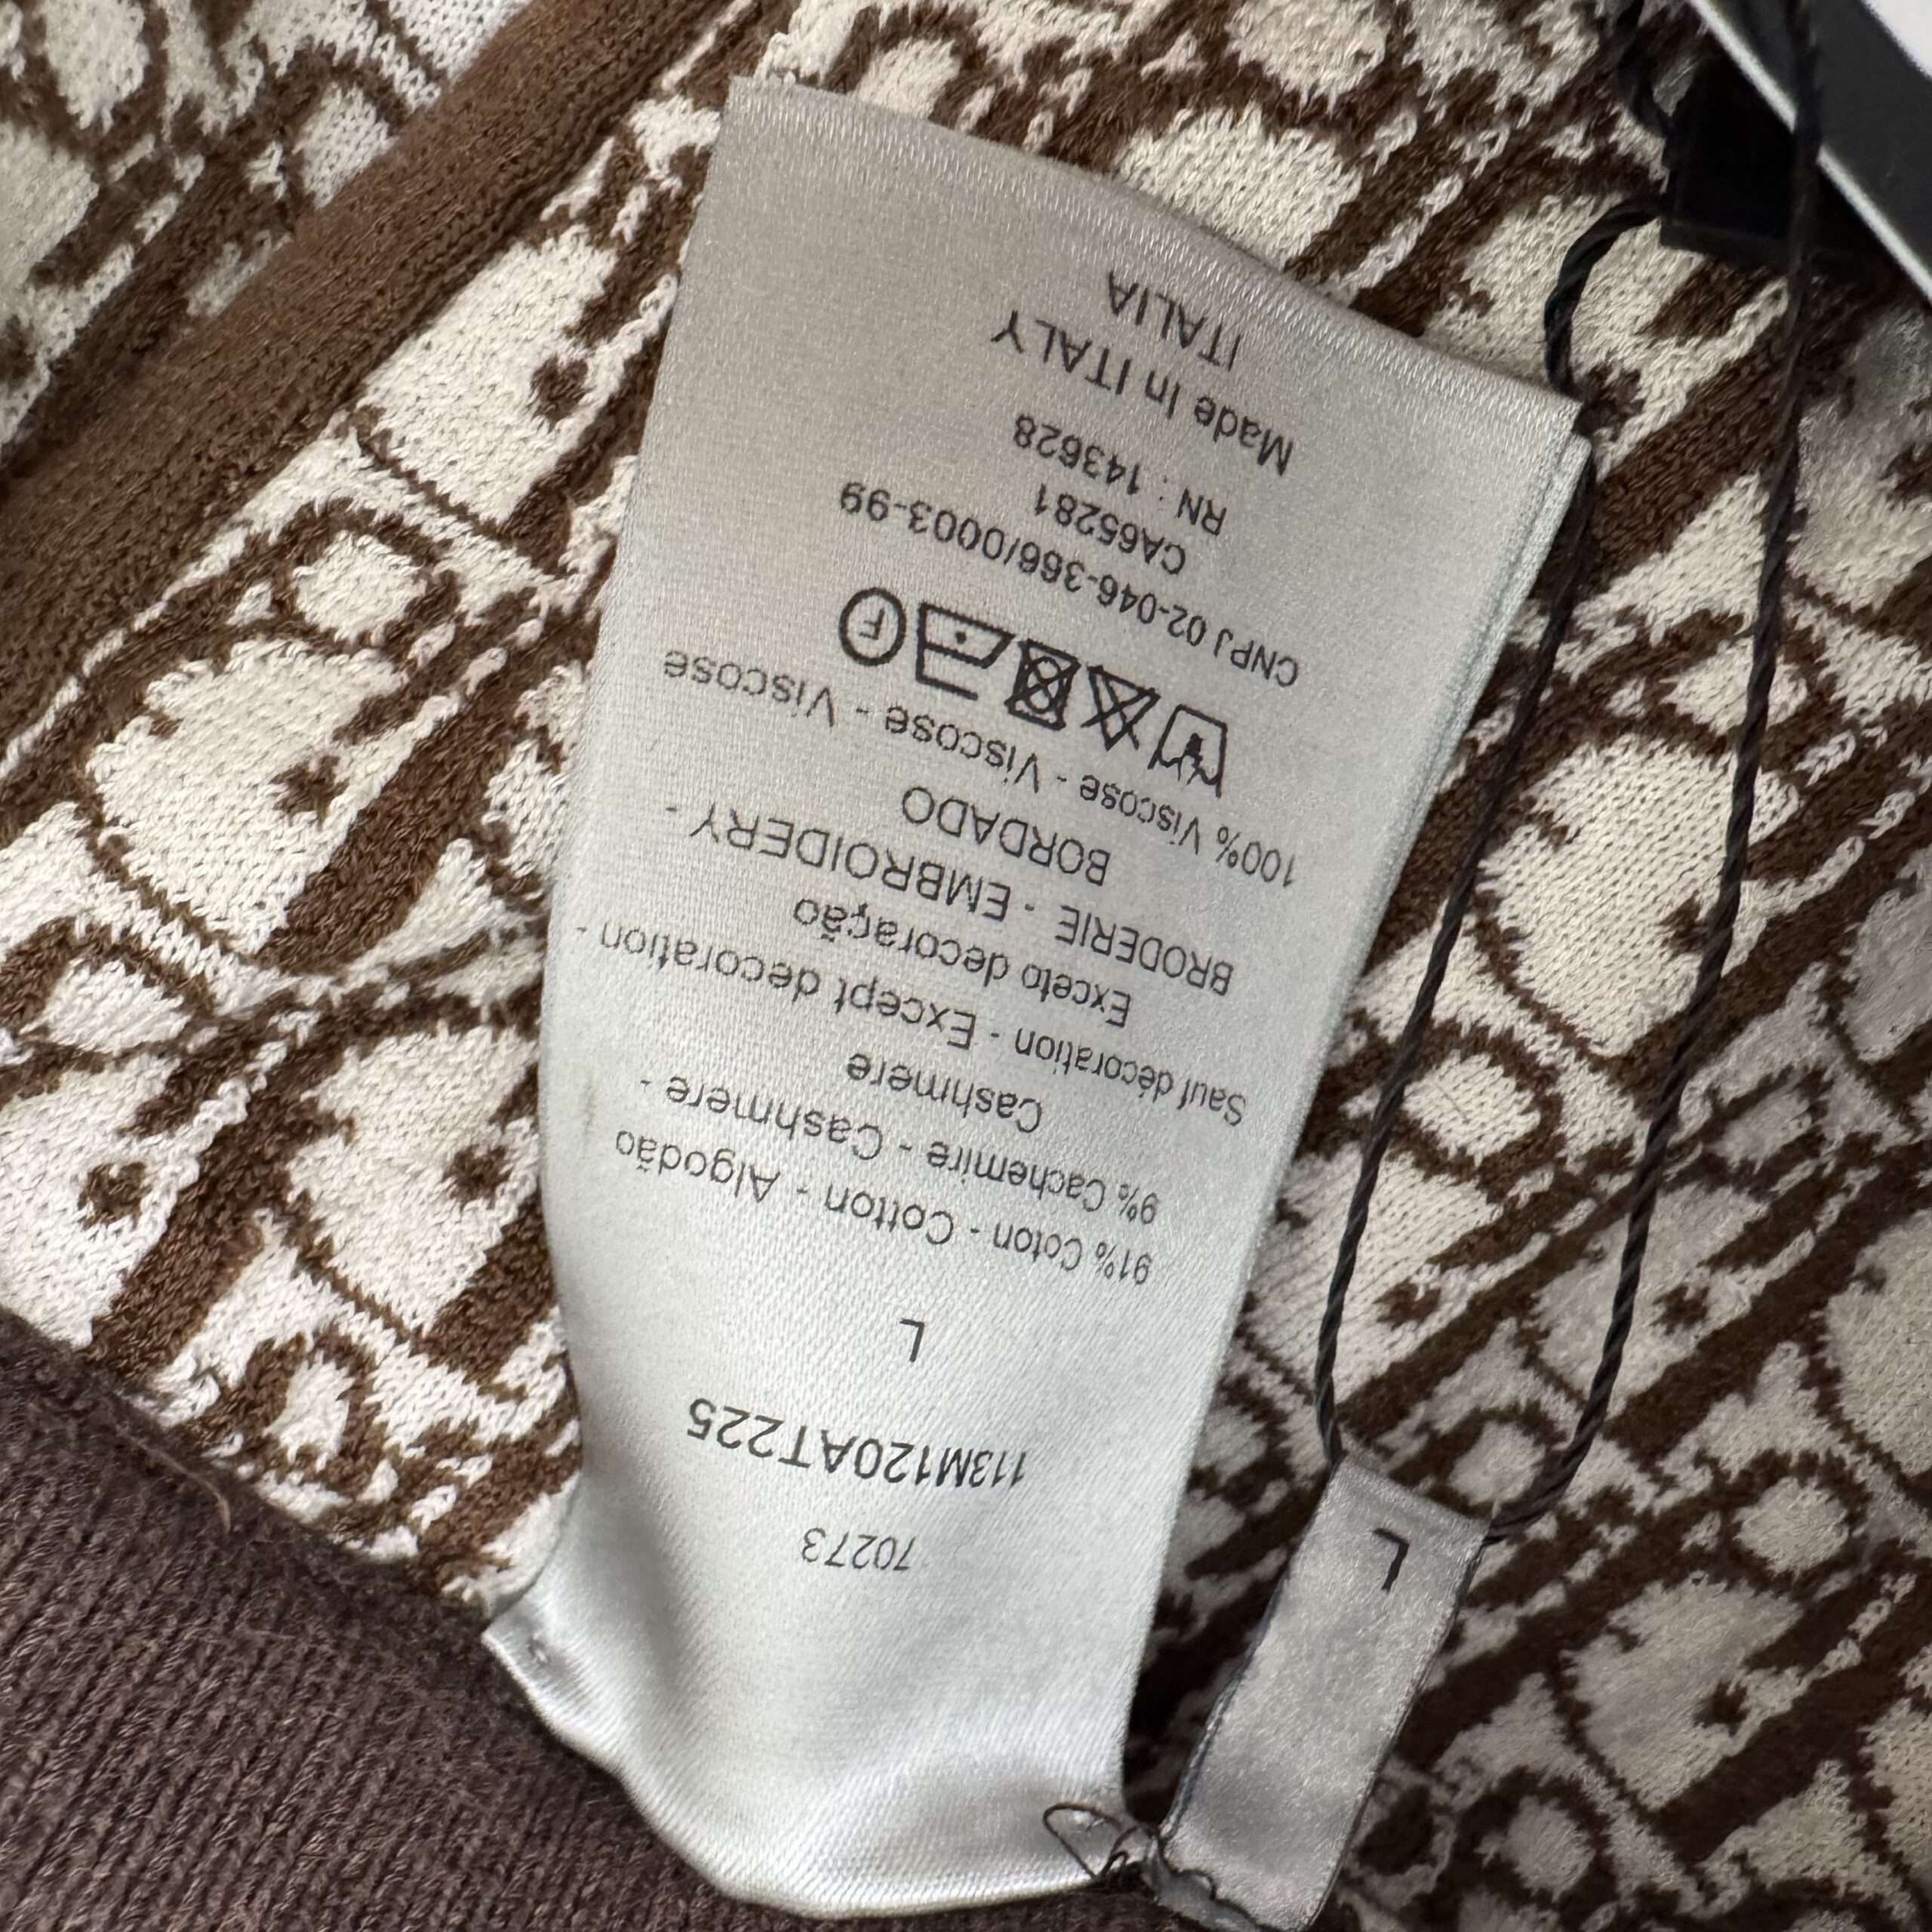 70273
113M120AT225
L
91% Coton - Cotton - Algodão
9% Cachemire - Cashmere -
Cashmere
Sauf décoration - Except decoration -
Exceto decoração
BRODERIE - EMBROIDERY -
BORDADO
100% Viscose - Viscose - Viscose
F
CNPJ 02-046-366/0003-99
CA65281
RN : 143628
Made in ITALY
ITALIA
L